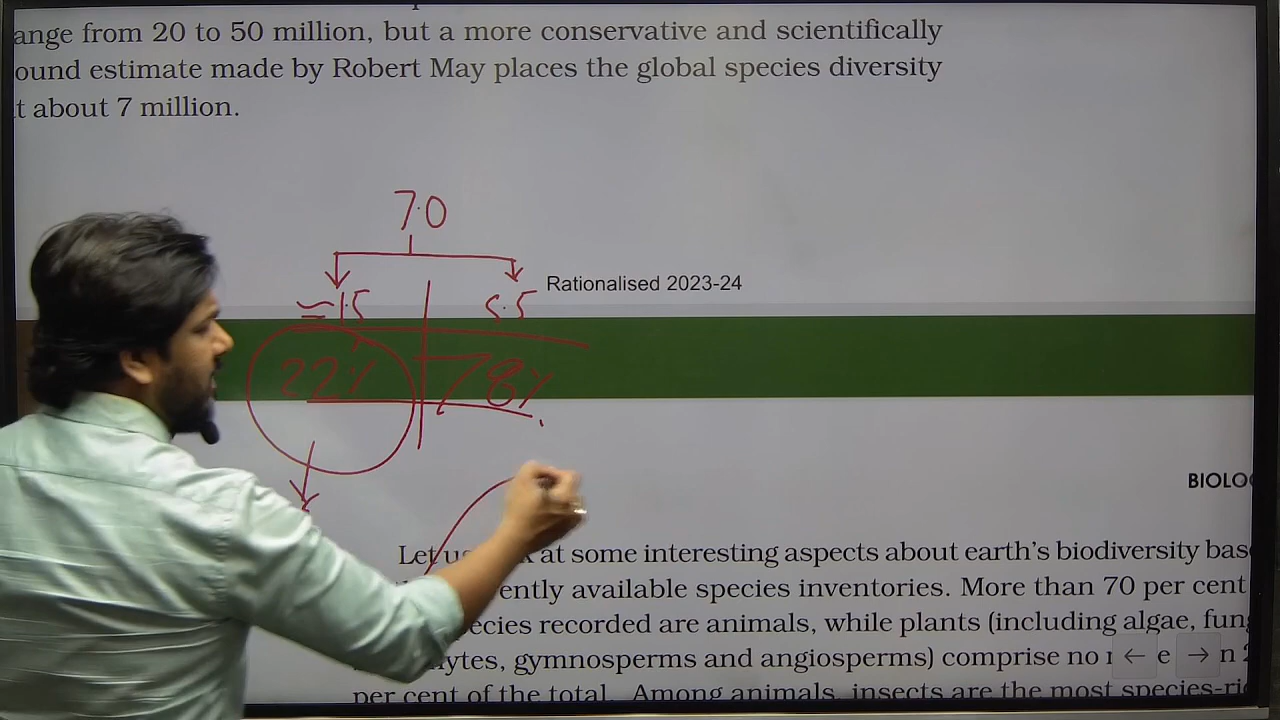 ange from 20 to 50 million, but a more conservative and scientifically
ound estimate made by Robert May places the global species diversity
t about 7 million.
7.0
≈1.5 5.5
Rationalised 2023-24
22% 78%
BIOLO
Let us at some interesting aspects about earth's biodiversity bas
ently available species inventories. More than 70 per cent
ecies recorded are animals, while plants (including algae, fun
ytes, gymnosperms and angiosperms) comprise no
per cent of the total. Among animals, insects are the most species-ri